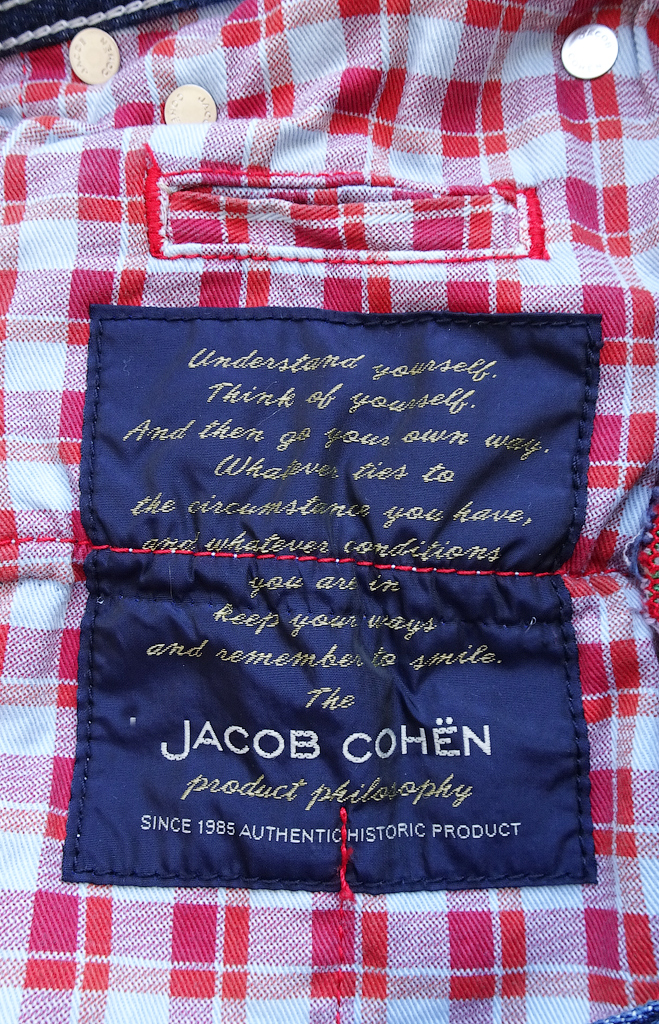 JACOB COHËN
Understand yourself.
Think of yourself.
And then go your own way.
Whatever ties to
the circumstance you have,
and whatever conditions
you are in
keep your ways
and remember to smile.
The
JACOB COHËN
product philosophy
SINCE 1985 AUTHENTIC HISTORIC PRODUCT